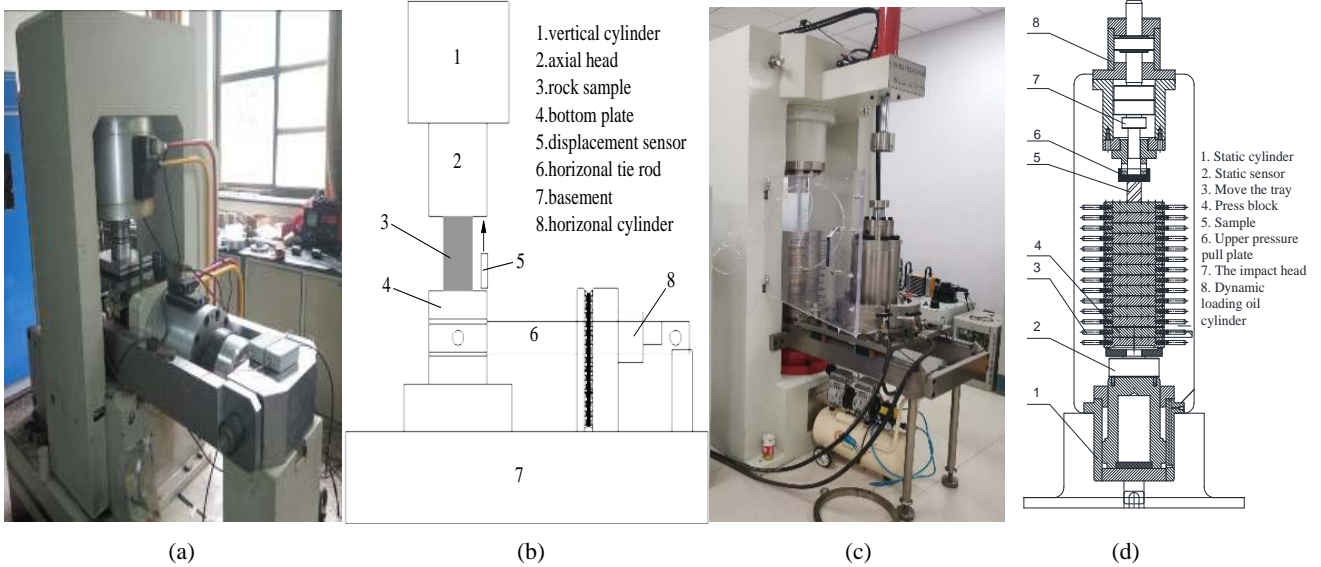 1
2
3
4
5
6
7
8
1.vertical cylinder
2.axial head
3.rock sample
4.bottom plate
5.displacement sensor
6.horizonal tie rod
7.basement
8.horizonal cylinder
8
7
6
5
4
3
2
1
1. Static cylinder
2. Static sensor
3. Move the tray
4. Press block
5. Sample
6. Upper pressure
pull plate
7. The impact head
8. Dynamic
loading oil
cylinder
(a)
(b)
(c)
(d)